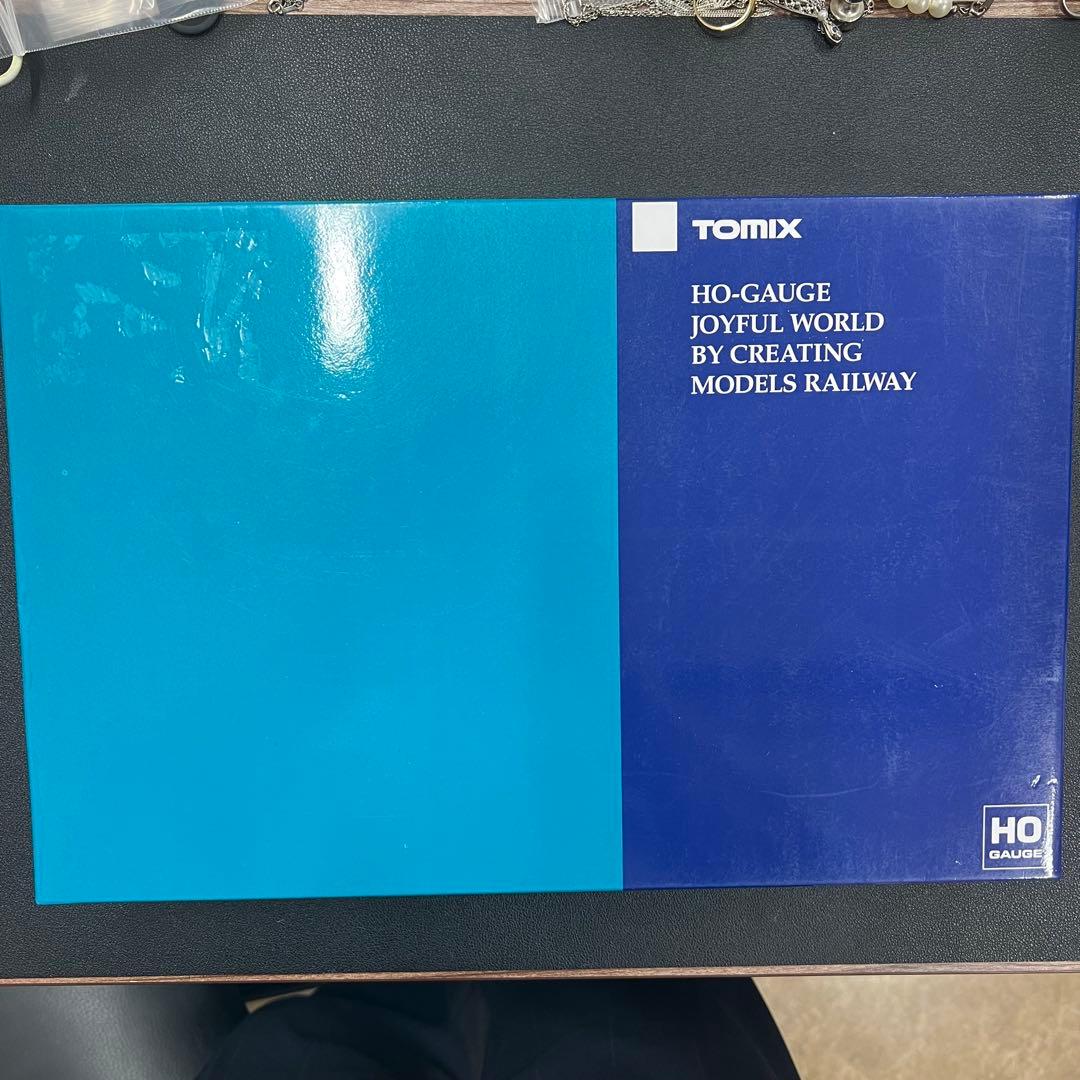 TOMIX
HO-GAUGE
JOYFUL WORLD
BY CREATING
MODELS RAILWAY
HO
GAUGE